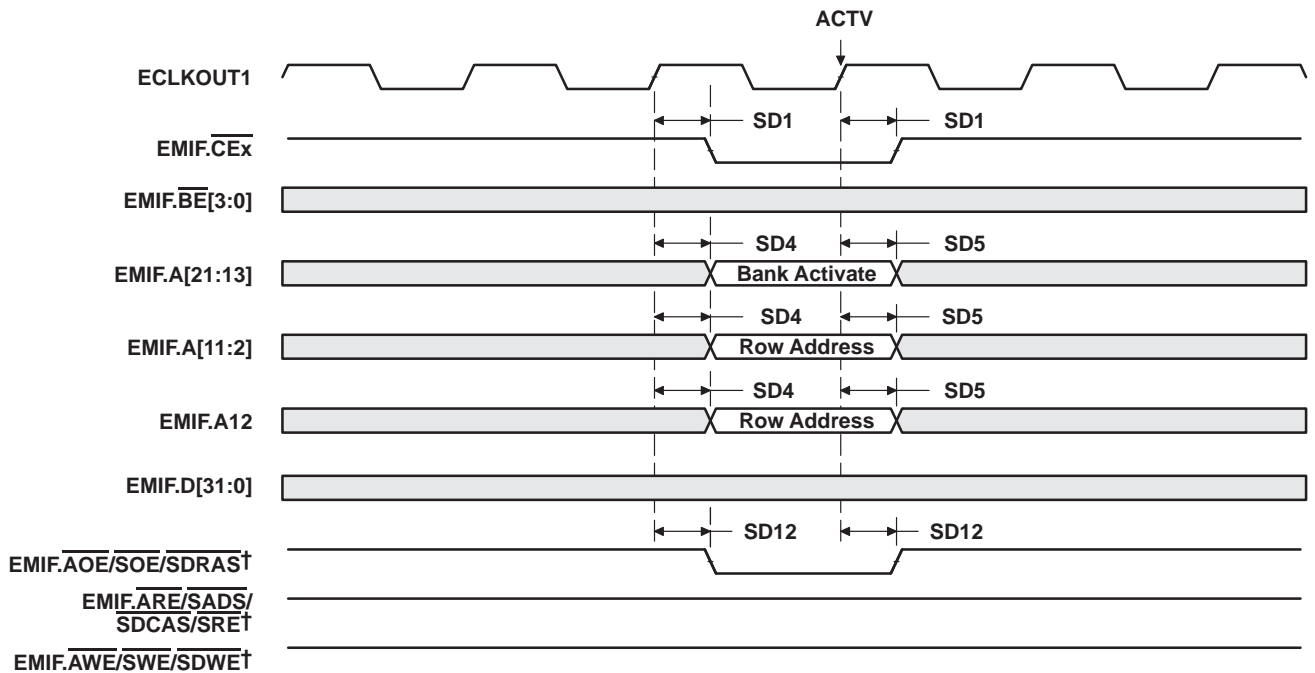 ACTV
ECLKOUT1
SD1 SD1
EMIF.CEx
EMIF.BE[3:0]
SD4 SD5
EMIF.A[21:13] Bank Activate
SD4 SD5
EMIF.A[11:2] Row Address
SD4 SD5
EMIF.A12 Row Address
EMIF.D[31:0]
SD12 SD12
EMIF.AOE/SOE/SDRAS†
EMIF.ARE/SADS/
SDCAS/SRE†
EMIF.AWE/SWE/SDWE†